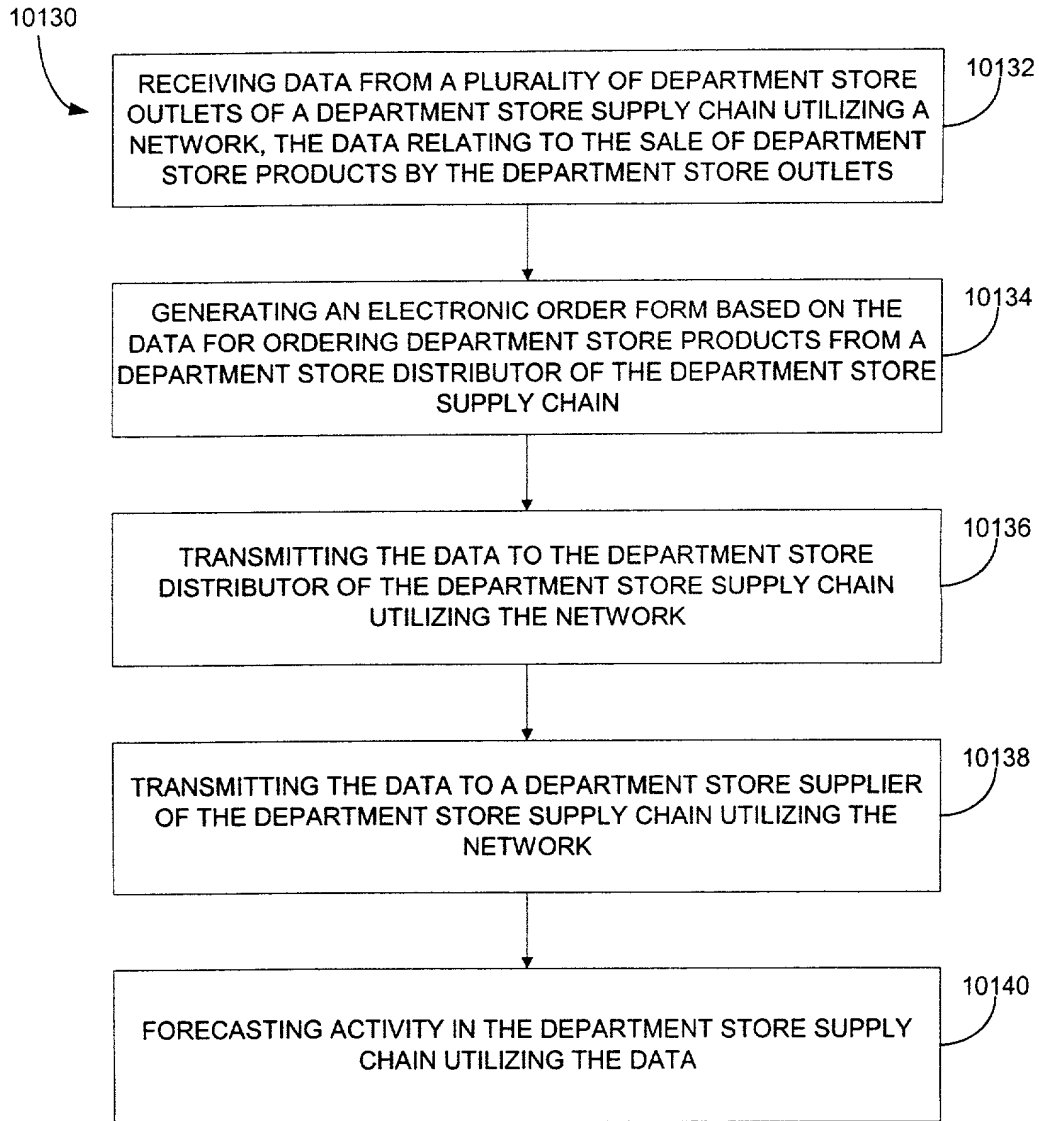 10130
RECEIVING DATA FROM A PLURALITY OF DEPARTMENT STORE
OUTLETS OF A DEPARTMENT STORE SUPPLY CHAIN UTILIZING A
NETWORK, THE DATA RELATING TO THE SALE OF DEPARTMENT
STORE PRODUCTS BY THE DEPARTMENT STORE OUTLETS
10132
GENERATING AN ELECTRONIC ORDER FORM BASED ON THE
DATA FOR ORDERING DEPARTMENT STORE PRODUCTS FROM A
DEPARTMENT STORE DISTRIBUTOR OF THE DEPARTMENT STORE
SUPPLY CHAIN
10134
TRANSMITTING THE DATA TO THE DEPARTMENT STORE
DISTRIBUTOR OF THE DEPARTMENT STORE SUPPLY CHAIN
UTILIZING THE NETWORK
10136
TRANSMITTING THE DATA TO A DEPARTMENT STORE SUPPLIER
OF THE DEPARTMENT STORE SUPPLY CHAIN UTILIZING THE
NETWORK
10138
FORECASTING ACTIVITY IN THE DEPARTMENT STORE SUPPLY
CHAIN UTILIZING THE DATA
10140